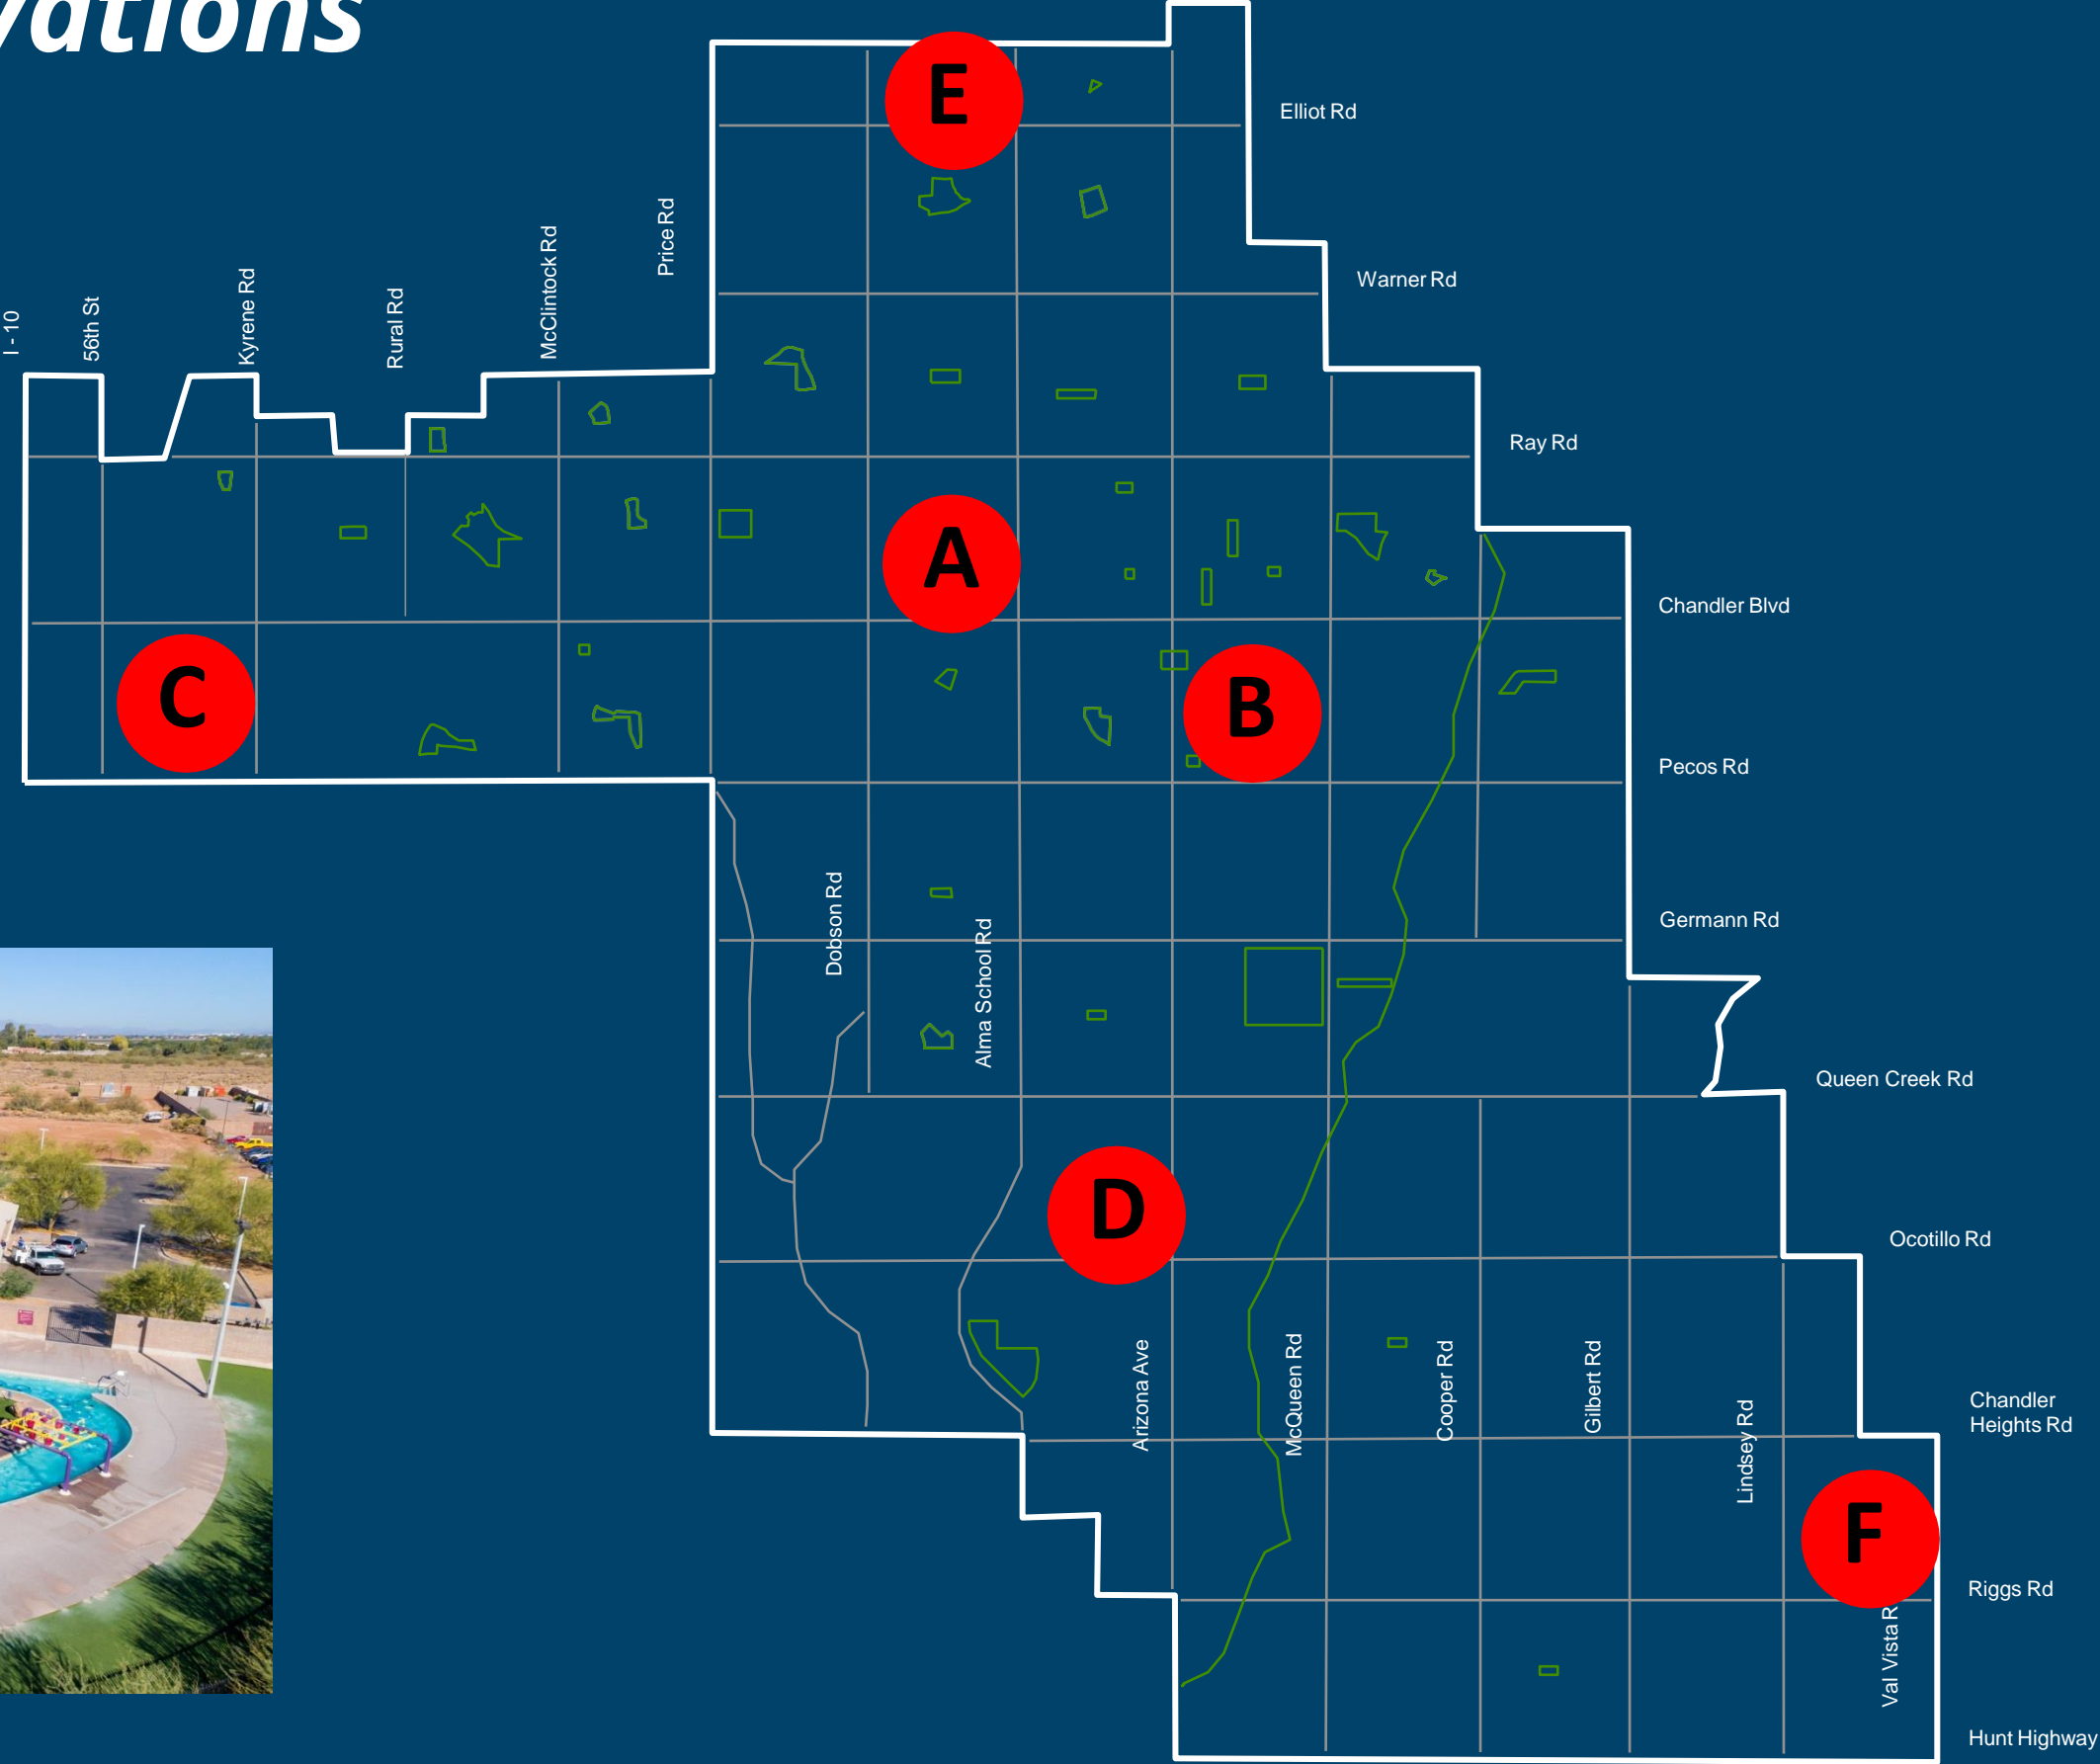 E
Elliot Rd
Price Rd
McClintock Rd
Kyrene Rd
Rural Rd
56th St
I - 10
Warner Rd
Ray Rd
A
Chandler Blvd
C
B
Pecos Rd
Dobson Rd
Alma School Rd
Germann Rd
Queen Creek Rd
D
Ocotillo Rd
Arizona Ave
McQueen Rd
Cooper Rd
Gilbert Rd
Lindsey Rd
Chandler
Heights Rd
F
Riggs Rd
Val Vista R
Hunt Highway